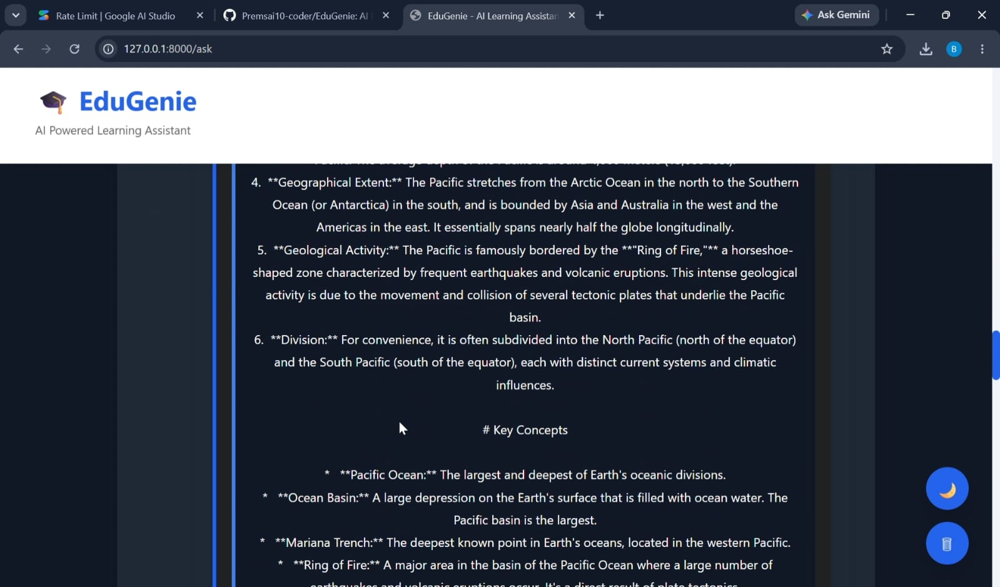 Rate Limit | Google AI Studio
Premsai10-coder/EduGenie: AI
EduGenie - AI Learning Assistan
Ask Gemini
127.0.0.1:8000/ask
B
EduGenie
AI Powered Learning Assistant
4. **Geographical Extent:** The Pacific stretches from the Arctic Ocean in the north to the Southern
Ocean (or Antarctica) in the south, and is bounded by Asia and Australia in the west and the
Americas in the east. It essentially spans nearly half the globe longitudinally.
5. **Geological Activity:** The Pacific is famously bordered by the **"Ring of Fire,"** a horseshoe-
shaped zone characterized by frequent earthquakes and volcanic eruptions. This intense geological
activity is due to the movement and collision of several tectonic plates that underlie the Pacific
basin.
6. **Division:** For convenience, it is often subdivided into the North Pacific (north of the equator)
and the South Pacific (south of the equator), each with distinct current systems and climatic
influences.
# Key Concepts
* **Pacific Ocean:** The largest and deepest of Earth's oceanic divisions.
* **Ocean Basin:** A large depression on the Earth's surface that is filled with ocean water. The
Pacific basin is the largest.
* **Mariana Trench:** The deepest known point in Earth's oceans, located in the western Pacific.
* **Ring of Fire:** A major area in the basin of the Pacific Ocean where a large number of
earthquakes and volcanic eruptions occur. It's a direct result of plate tectonics.